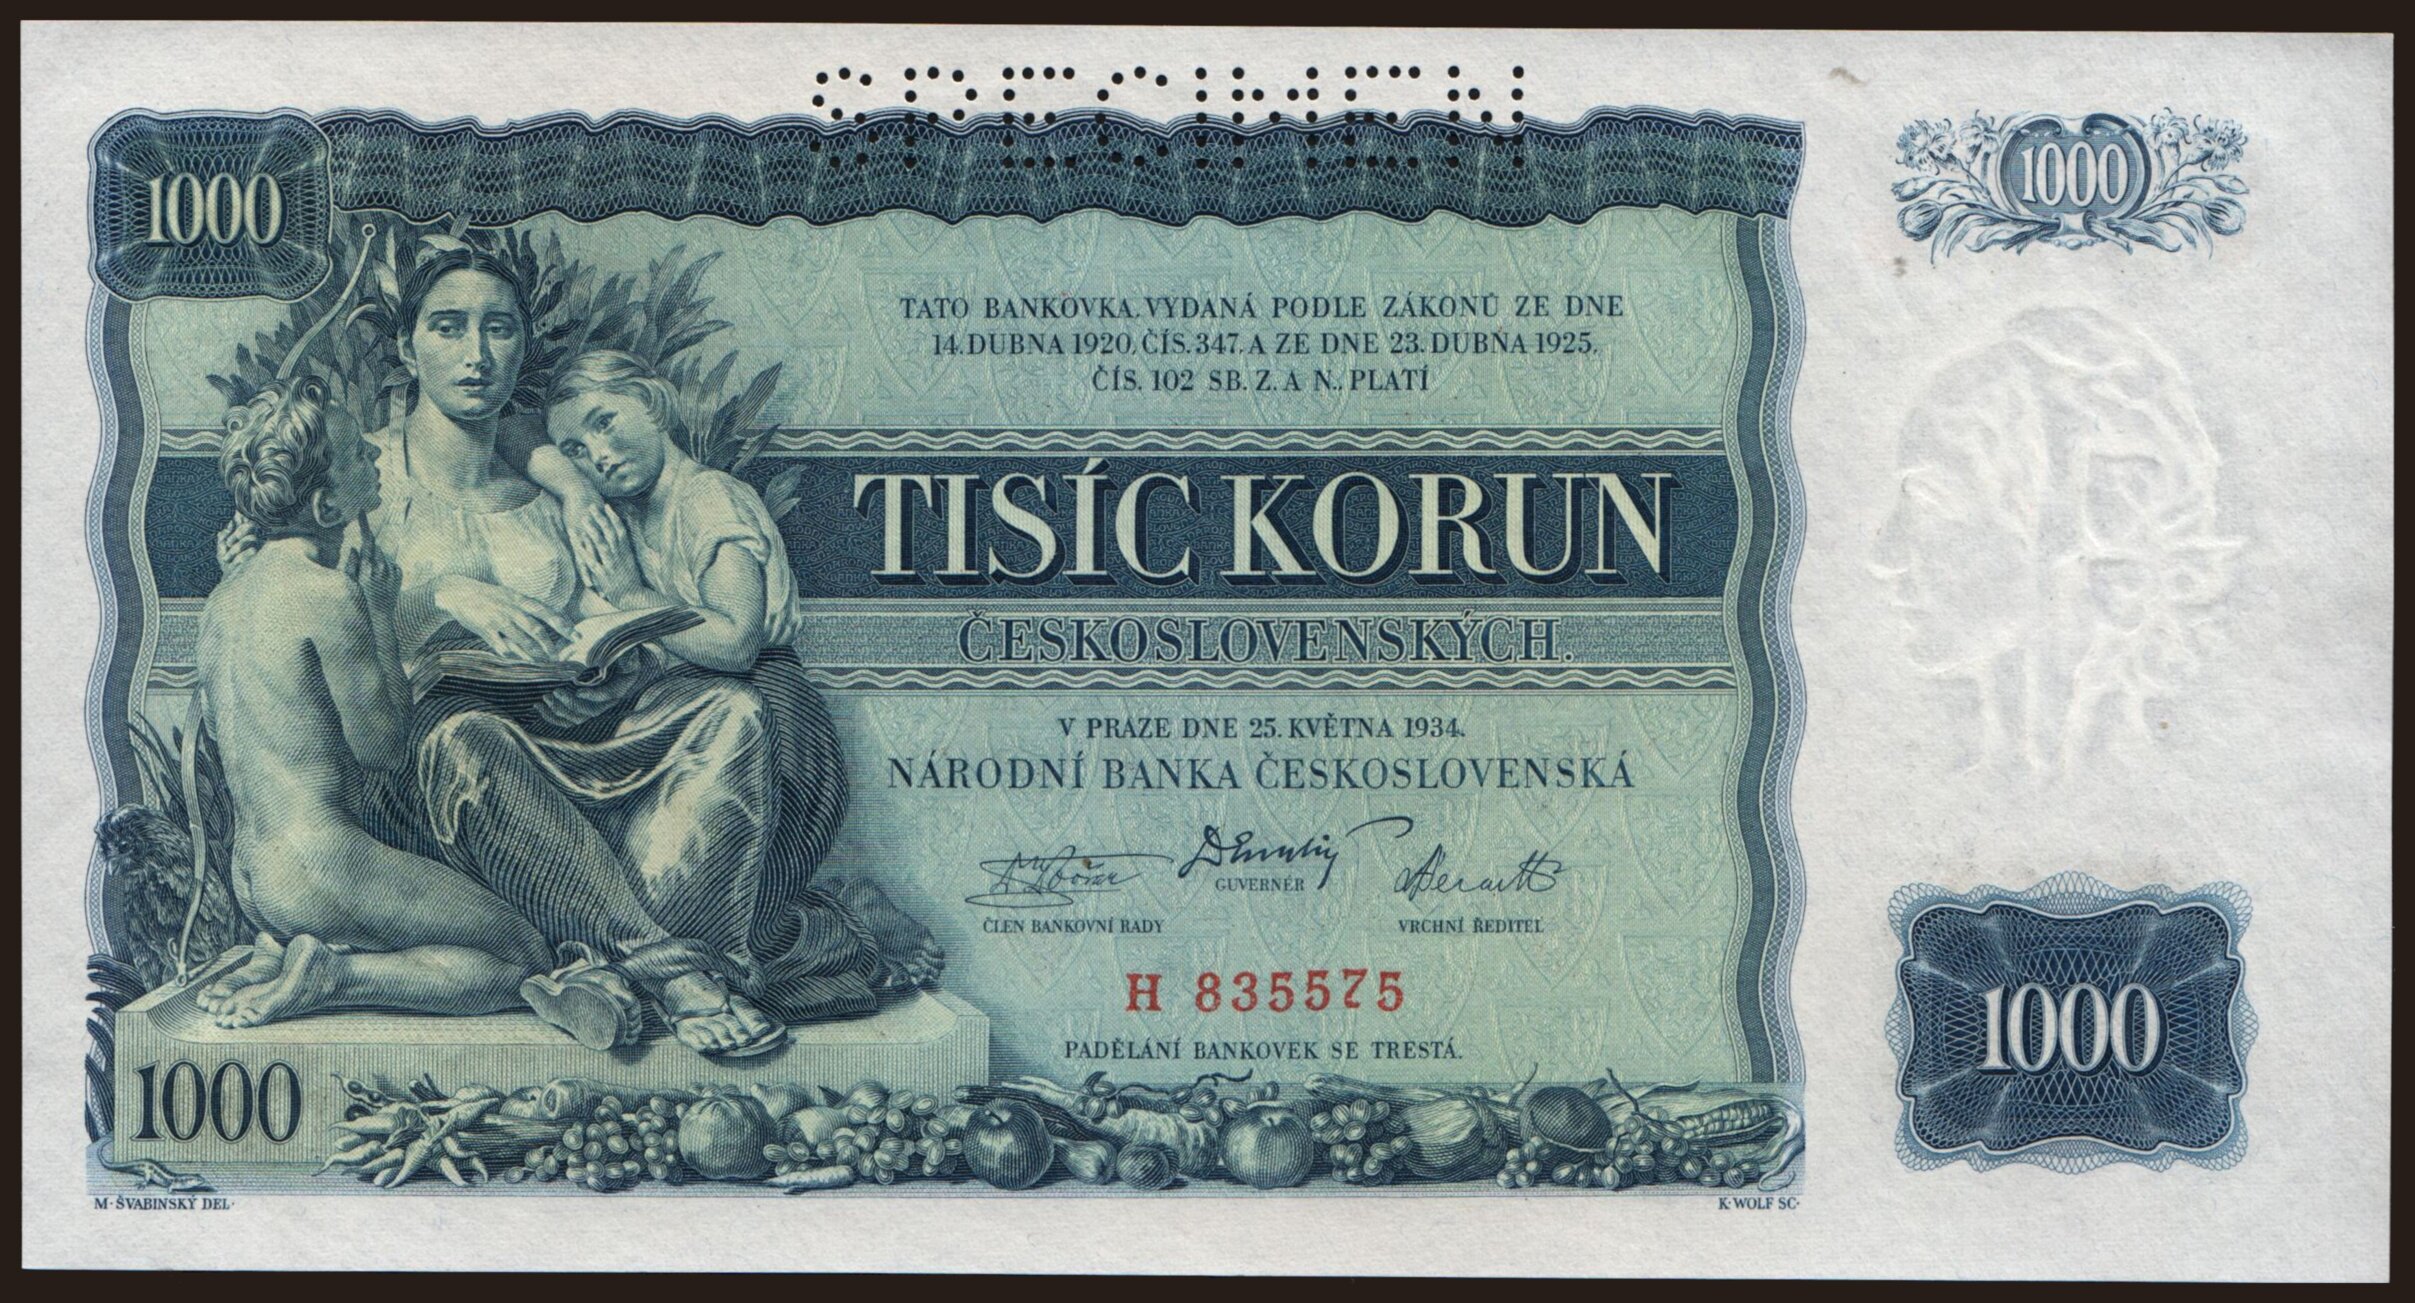 SPECIMEN
1000
1000
TATO BANKOVKA, VYDANÁ PODLE ZÁKONŮ ZE DNE
14. DUBNA 1920, ČÍS. 347, A ZE DNE 23. DUBNA 1925,
ČÍS. 102 SB. Z. A N., PLATÍ
TISÍC KORUN
ČESKOSLOVENSKÝCH.
V PRAZE DNE 25. KVĚTNA 1934.
NÁRODNÍ BANKA ČESKOSLOVENSKÁ
GUVERNÉR
ČLEN BANKOVNÍ RADY
VRCHNÍ ŘEDITEL
H 835575
PADĚLÁNÍ BANKOVEK SE TRESTÁ.
1000
1000
M·ŠVABINSKÝ DEL·
K·WOLF SC·